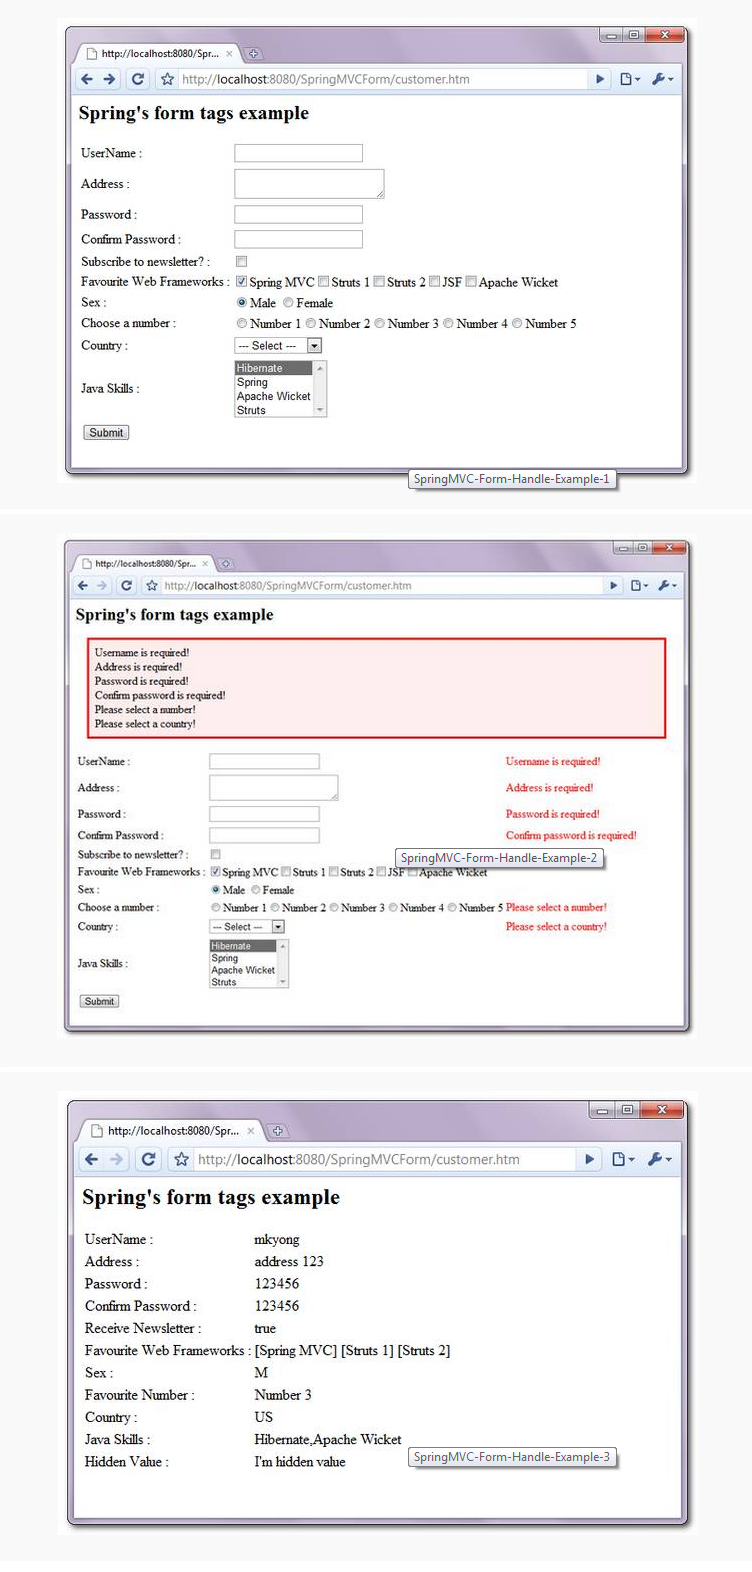 http://localhost:8080/Spr...
http://localhost:8080/SpringMVCForm/customer.htm
Spring's form tags example
UserName :
Address :
Password :
Confirm Password :
Subscribe to newsletter? :
Favourite Web Frameworks : Spring MVC Struts 1 Struts 2 JSF Apache Wicket
Sex : Male Female
Choose a number : Number 1 Number 2 Number 3 Number 4 Number 5
Country : --- Select ---
Hibernate
Spring
Java Skills :
Apache Wicket
Struts
Submit
SpringMVC-Form-Handle-Example-1
http://localhost:8080/Spr...
http://localhost:8080/SpringMVCForm/customer.htm
Spring's form tags example
Username is required!
Address is required!
Password is required!
Confirm password is required!
Please select a number!
Please select a country!
UserName : Username is required!
Address : Address is required!
Password : Password is required!
Confirm Password : Confirm password is required!
Subscribe to newsletter? :
SpringMVC-Form-Handle-Example-2
Favourite Web Frameworks : Spring MVC Struts 1 Struts 2 JSF Apache Wicket
Sex : Male Female
Choose a number : Number 1 Number 2 Number 3 Number 4 Number 5 Please select a number!
Country : --- Select --- Please select a country!
Hibernate
Spring
Java Skills :
Apache Wicket
Struts
Submit
http://localhost:8080/Spr...
http://localhost:8080/SpringMVCForm/customer.htm
Spring's form tags example
UserName : mkyong
Address : address 123
Password : 123456
Confirm Password : 123456
Receive Newsletter : true
Favourite Web Frameworks : [Spring MVC] [Struts 1] [Struts 2]
Sex : M
Favourite Number : Number 3
Country : US
Java Skills : Hibernate,Apache Wicket
Hidden Value : I'm hidden value
SpringMVC-Form-Handle-Example-3